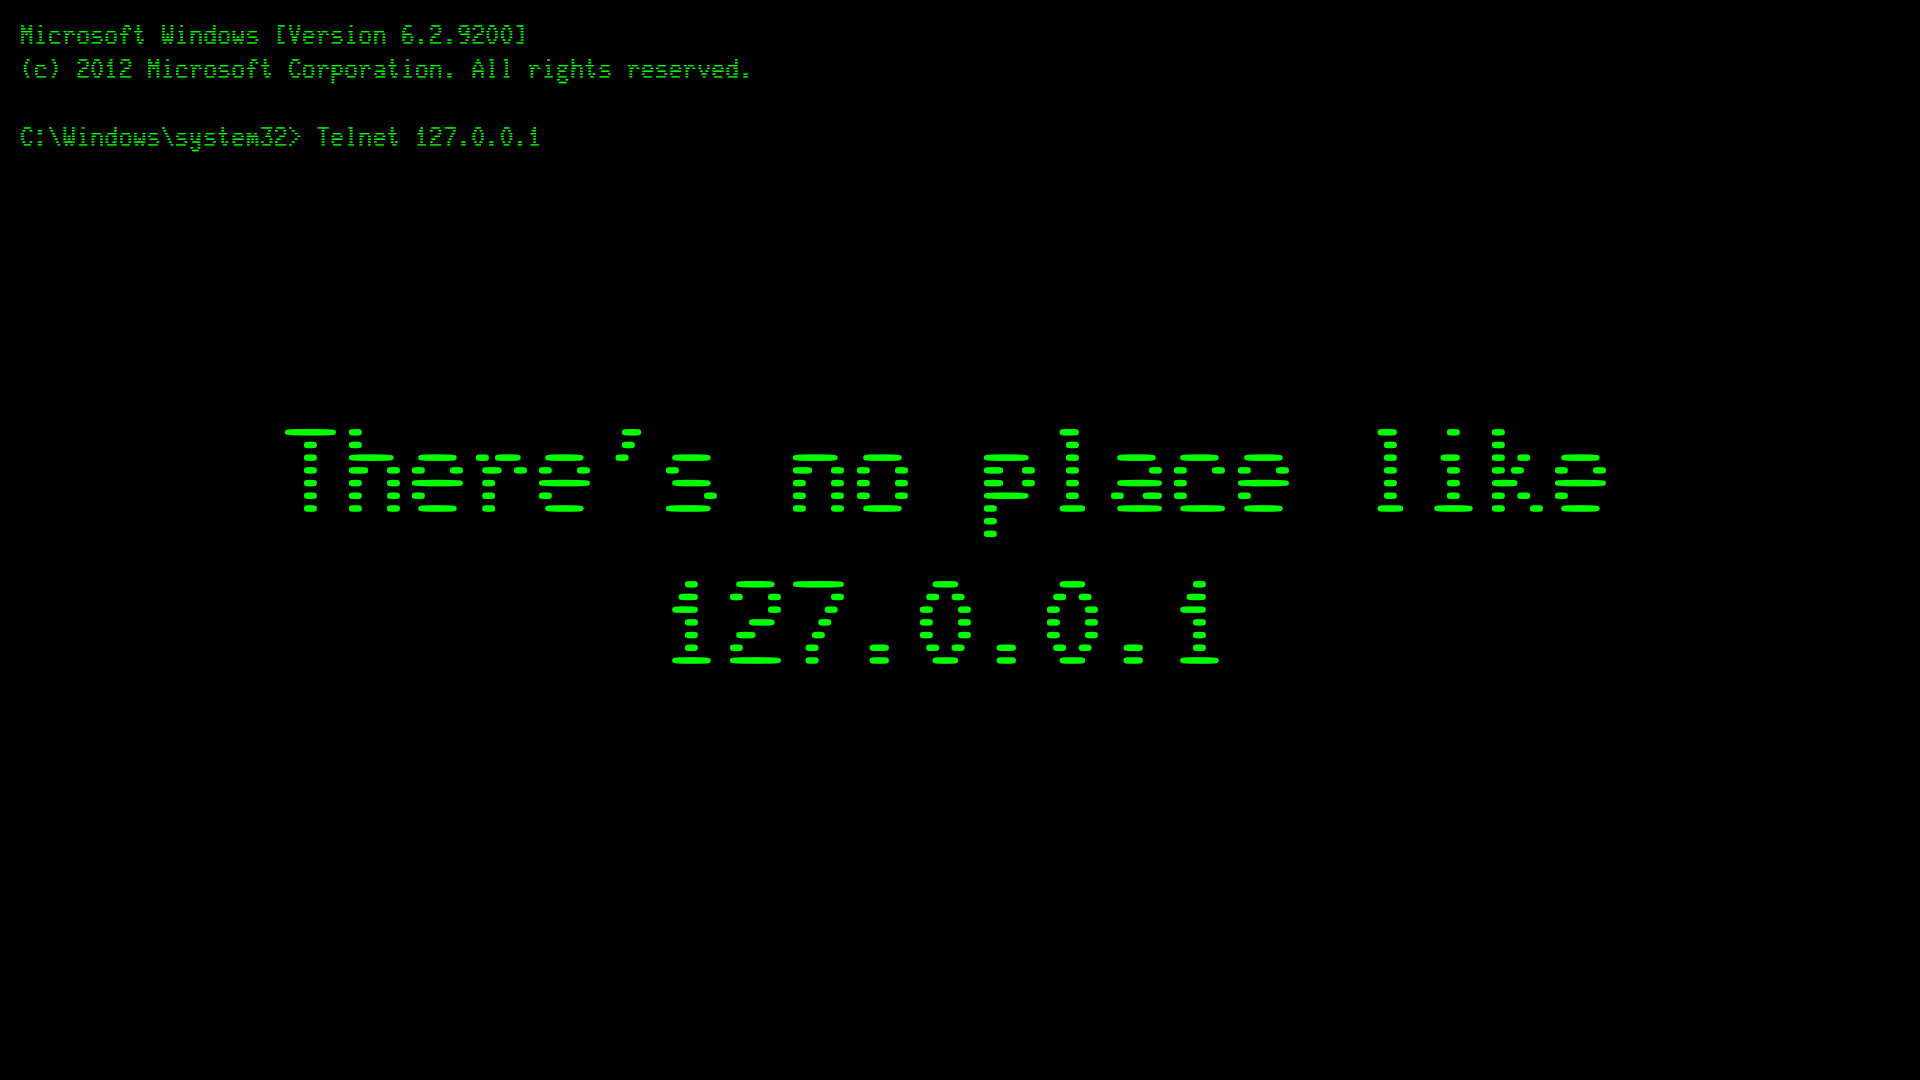 Microsoft Windows [Version 6.2.9200]
(c) 2012 Microsoft Corporation. All rights reserved.
C:\Windows\system32> Telnet 127.0.0.1
There's no place like
127.0.0.1